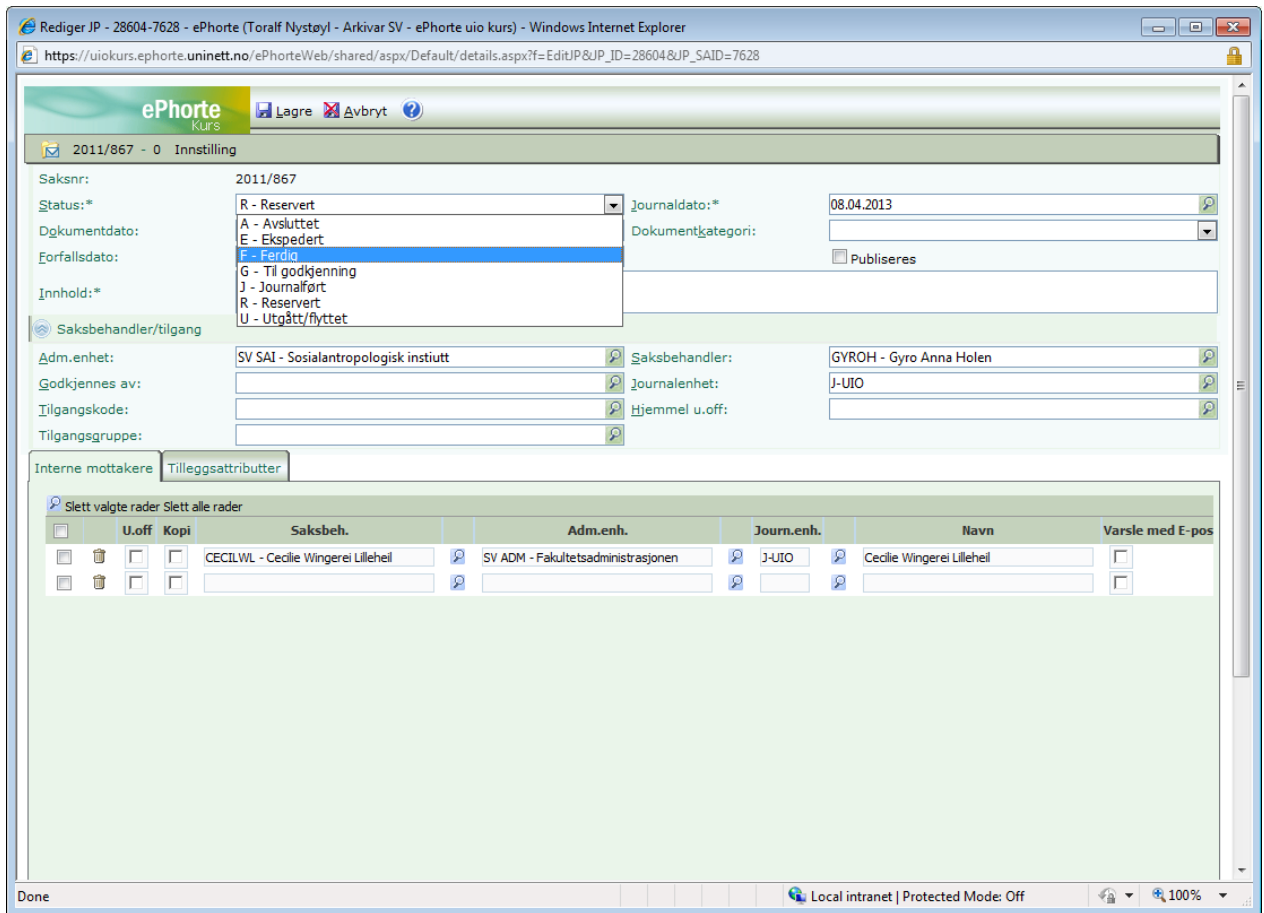 Rediger JP - 28604-7628 - ePhorte (Toralf Nystøyl - Arkivar SV - ePhorte uio kurs) - Windows Internet Explorer
https://uiokurs.ephorte.uninett.no/ePhorteWeb/shared/aspx/Default/details.aspx?f=EditJP&JP_ID=28604&JP_SAID=7628
ePhorte Kurs Lagre Avbryt ?
2011/867 - 0 Innstilling
Saksnr: 2011/867
Status:* R - Reservert Journaldato:* 08.04.2013
A - Avsluttet
Dokumentdato: E - Ekspedert Dokumentkategori:
Forfallsdato: F - Ferdig Publiseres
G - Til godkjenning
Innhold:* J - Journalført
R - Reservert
U - Utgått/flyttet
Saksbehandler/tilgang
Adm.enhet: SV SAI - Sosialantropologisk instiutt Saksbehandler: GYROH - Gyro Anna Holen
Godkjennes av: Journalenhet: J-UIO
Tilgangskode: Hjemmel u.off:
Tilgangsgruppe:
Interne mottakere Tilleggsattributter
Slett valgte rader Slett alle rader
U.off Kopi Saksbeh. Adm.enh. Journ.enh. Navn Varsle med E-pos
CECILWL - Cecilie Wingerei Lilleheil SV ADM - Fakultetsadministrasjonen J-UIO Cecilie Wingerei Lilleheil
Done Local intranet | Protected Mode: Off 100%